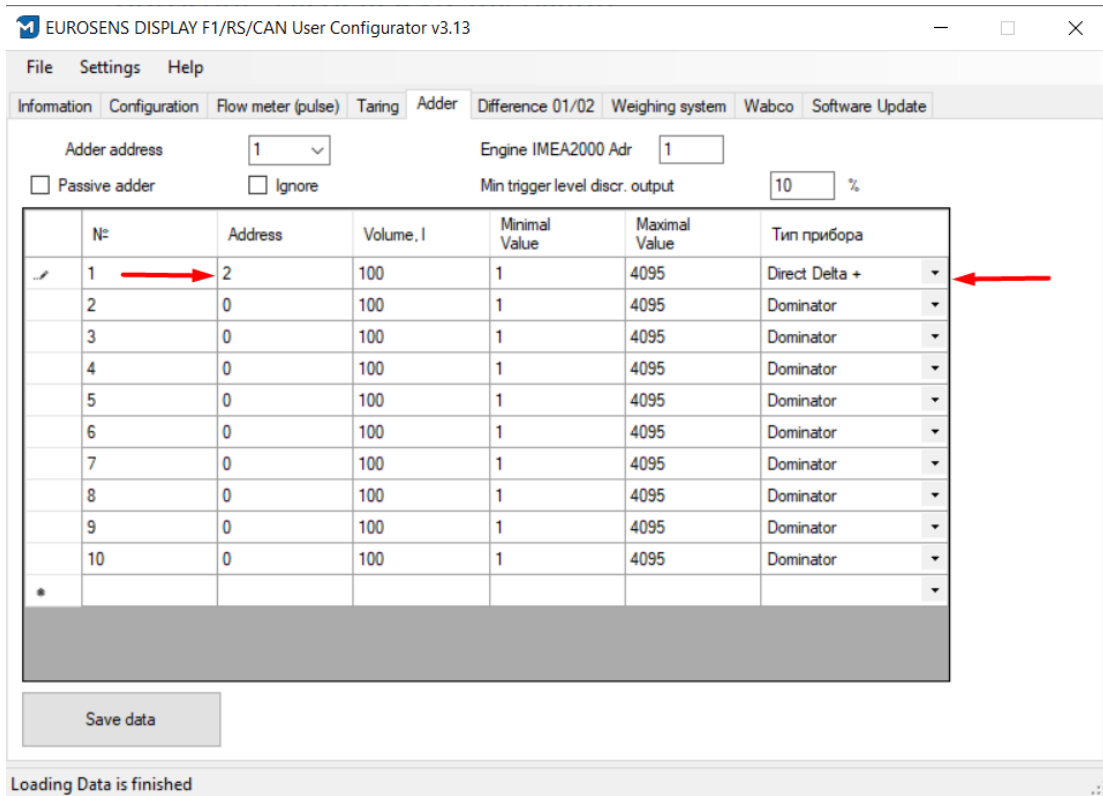 EUROSENS DISPLAY F1/RS/CAN User Configurator v3.13
File Settings Help
Information Configuration Flow meter (pulse) Taring Adder Difference 01/02 Weighing system Wabco Software Update
Adder address 1 Engine IMEA2000 Adr 1
Passive adder Ignore Min trigger level discr. output 10 %
№ Address Volume, l Minimal Value Maximal Value Тип прибора
1 2 100 1 4095 Direct Delta +
2 0 100 1 4095 Dominator
3 0 100 1 4095 Dominator
4 0 100 1 4095 Dominator
5 0 100 1 4095 Dominator
6 0 100 1 4095 Dominator
7 0 100 1 4095 Dominator
8 0 100 1 4095 Dominator
9 0 100 1 4095 Dominator
10 0 100 1 4095 Dominator
Save data
Loading Data is finished